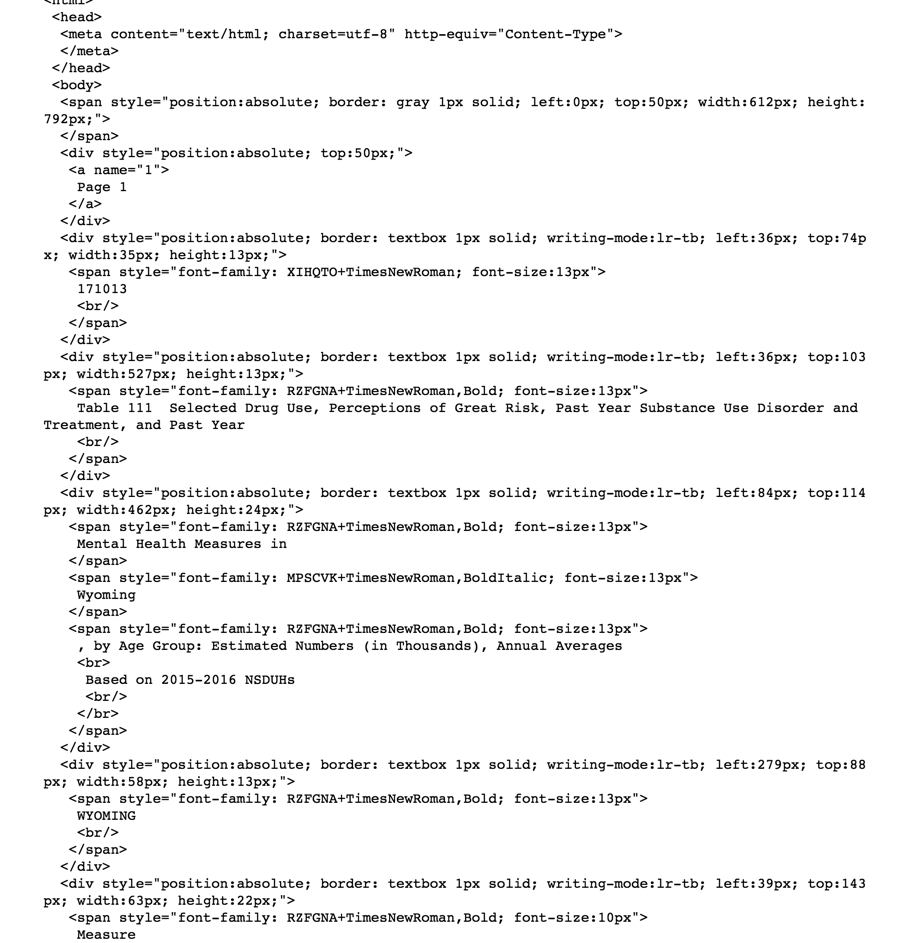 <html>
<head>
<meta content="text/html; charset=utf-8" http-equiv="Content-Type">
</meta>
</head>
<body>
<span style="position:absolute; border: gray 1px solid; left:0px; top:50px; width:612px; height:
792px;">
</span>
<div style="position:absolute; top:50px;">
<a name="1">
Page 1
</a>
</div>
<div style="position:absolute; border: textbox 1px solid; writing-mode:lr-tb; left:36px; top:74p
x; width:35px; height:13px;">
<span style="font-family: XIHQTO+TimesNewRoman; font-size:13px">
171013
<br/>
</span>
</div>
<div style="position:absolute; border: textbox 1px solid; writing-mode:lr-tb; left:36px; top:103
px; width:527px; height:13px;">
<span style="font-family: RZFGNA+TimesNewRoman,Bold; font-size:13px">
Table 111  Selected Drug Use, Perceptions of Great Risk, Past Year Substance Use Disorder and
Treatment, and Past Year
<br/>
</span>
</div>
<div style="position:absolute; border: textbox 1px solid; writing-mode:lr-tb; left:84px; top:114
px; width:462px; height:24px;">
<span style="font-family: RZFGNA+TimesNewRoman,Bold; font-size:13px">
Mental Health Measures in
</span>
<span style="font-family: MPSCVK+TimesNewRoman,BoldItalic; font-size:13px">
Wyoming
</span>
<span style="font-family: RZFGNA+TimesNewRoman,Bold; font-size:13px">
, by Age Group: Estimated Numbers (in Thousands), Annual Averages
<br>
Based on 2015-2016 NSDUHs
<br/>
</br>
</span>
</div>
<div style="position:absolute; border: textbox 1px solid; writing-mode:lr-tb; left:279px; top:88
px; width:58px; height:13px;">
<span style="font-family: RZFGNA+TimesNewRoman,Bold; font-size:13px">
WYOMING
<br/>
</span>
</div>
<div style="position:absolute; border: textbox 1px solid; writing-mode:lr-tb; left:39px; top:143
px; width:63px; height:22px;">
<span style="font-family: RZFGNA+TimesNewRoman,Bold; font-size:10px">
Measure